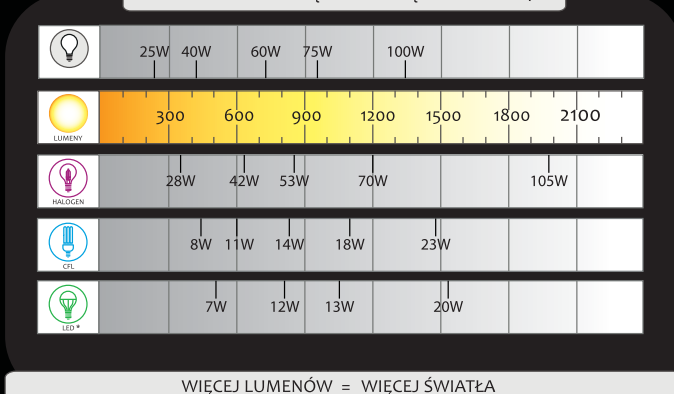 25W 40W 60W 75W 100W
300 600 900 1200 1500 1800 2100
LUMENY
28W 42W 53W 70W 105W
HALOGEN
8W 11W 14W 18W 23W
CFL
7W 12W 13W 20W
LED *
WIĘCEJ LUMENÓW = WIĘCEJ ŚWIATŁA